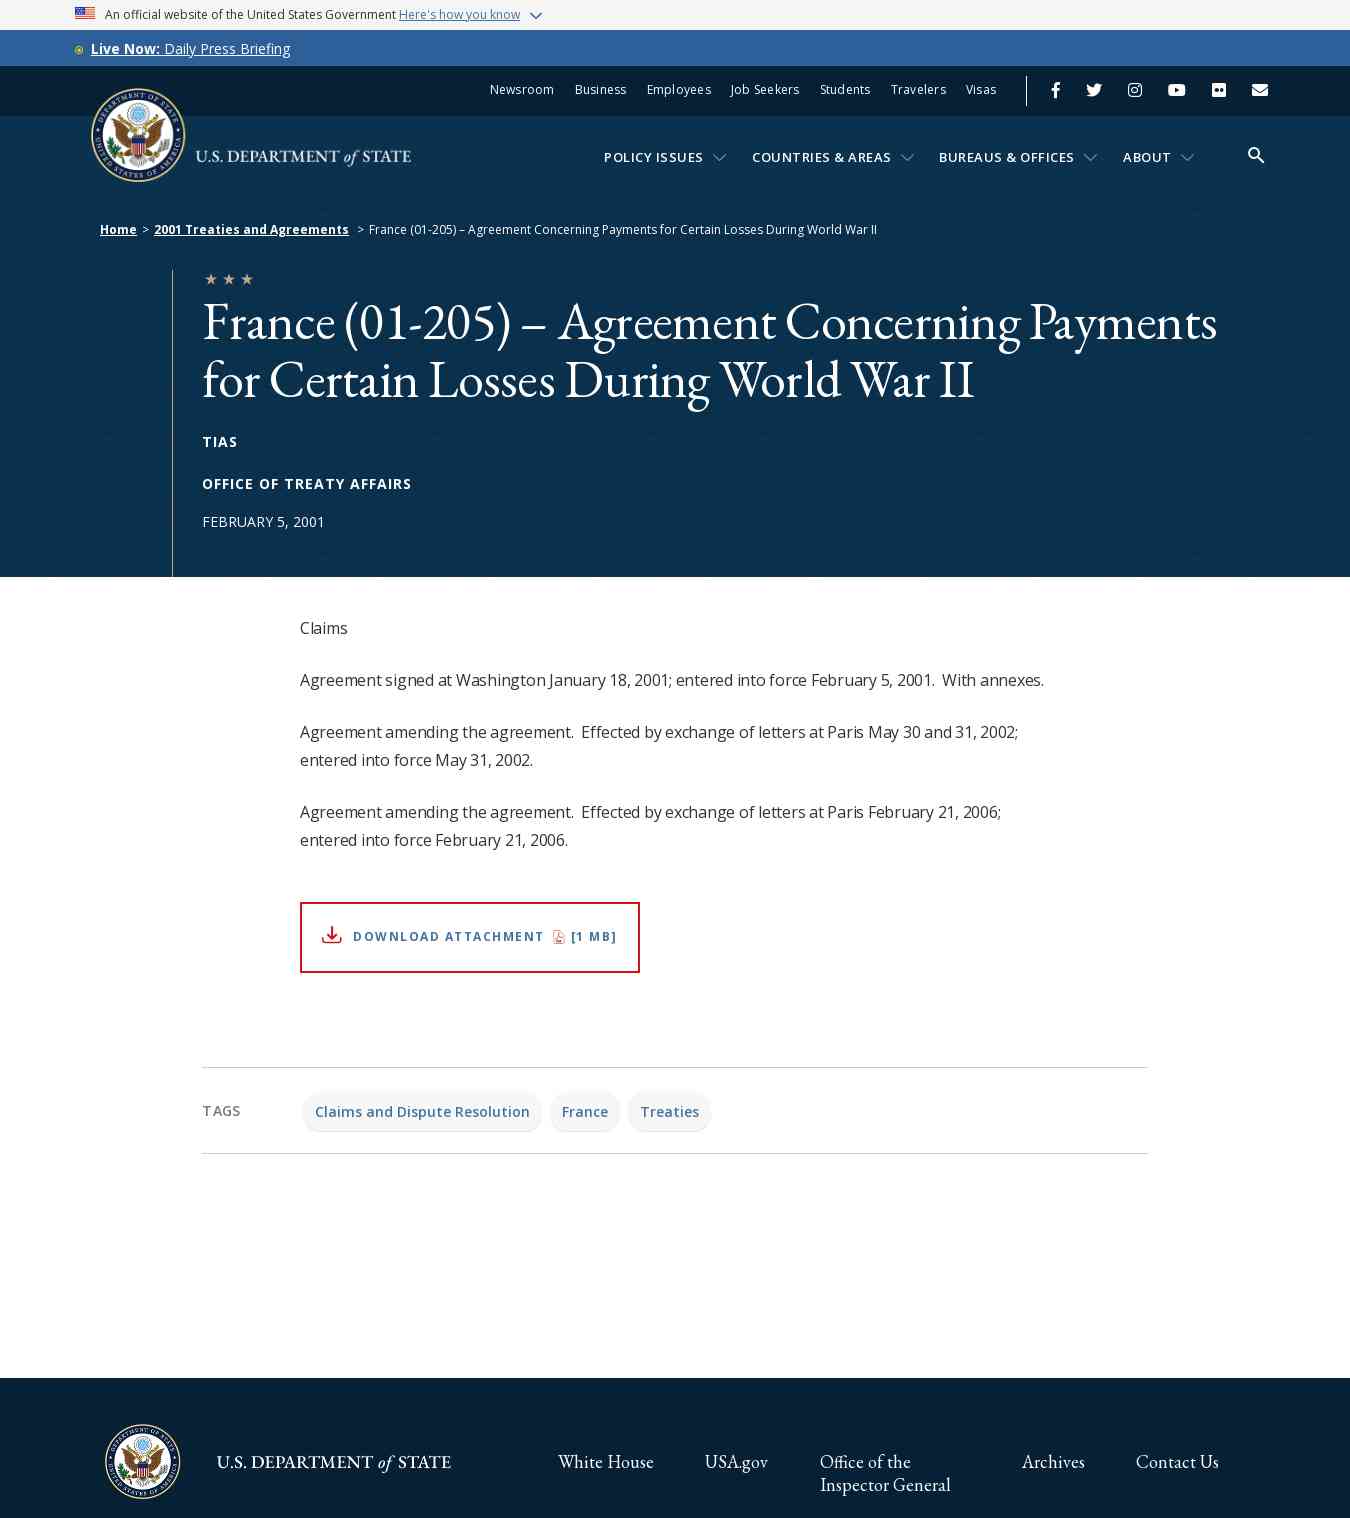 An official website of the United States Government Here's how you know
Live Now: Daily Press Briefing
Newsroom Business Employees Job Seekers Students Travelers Visas
U.S. DEPARTMENT of STATE
POLICY ISSUES COUNTRIES & AREAS BUREAUS & OFFICES ABOUT
Home > 2001 Treaties and Agreements > France (01-205) – Agreement Concerning Payments for Certain Losses During World War II
France (01-205) – Agreement Concerning Payments
for Certain Losses During World War II
TIAS
OFFICE OF TREATY AFFAIRS
FEBRUARY 5, 2001
Claims
Agreement signed at Washington January 18, 2001; entered into force February 5, 2001.  With annexes.
Agreement amending the agreement.  Effected by exchange of letters at Paris May 30 and 31, 2002;
entered into force May 31, 2002.
Agreement amending the agreement.  Effected by exchange of letters at Paris February 21, 2006;
entered into force February 21, 2006.
DOWNLOAD ATTACHMENT [1 MB]
TAGS Claims and Dispute Resolution France Treaties
DEPARTMENT OF STATE
UNITED STATES OF AMERICA
U.S. DEPARTMENT of STATE
White House USA.gov Office of the
Inspector General Archives Contact Us